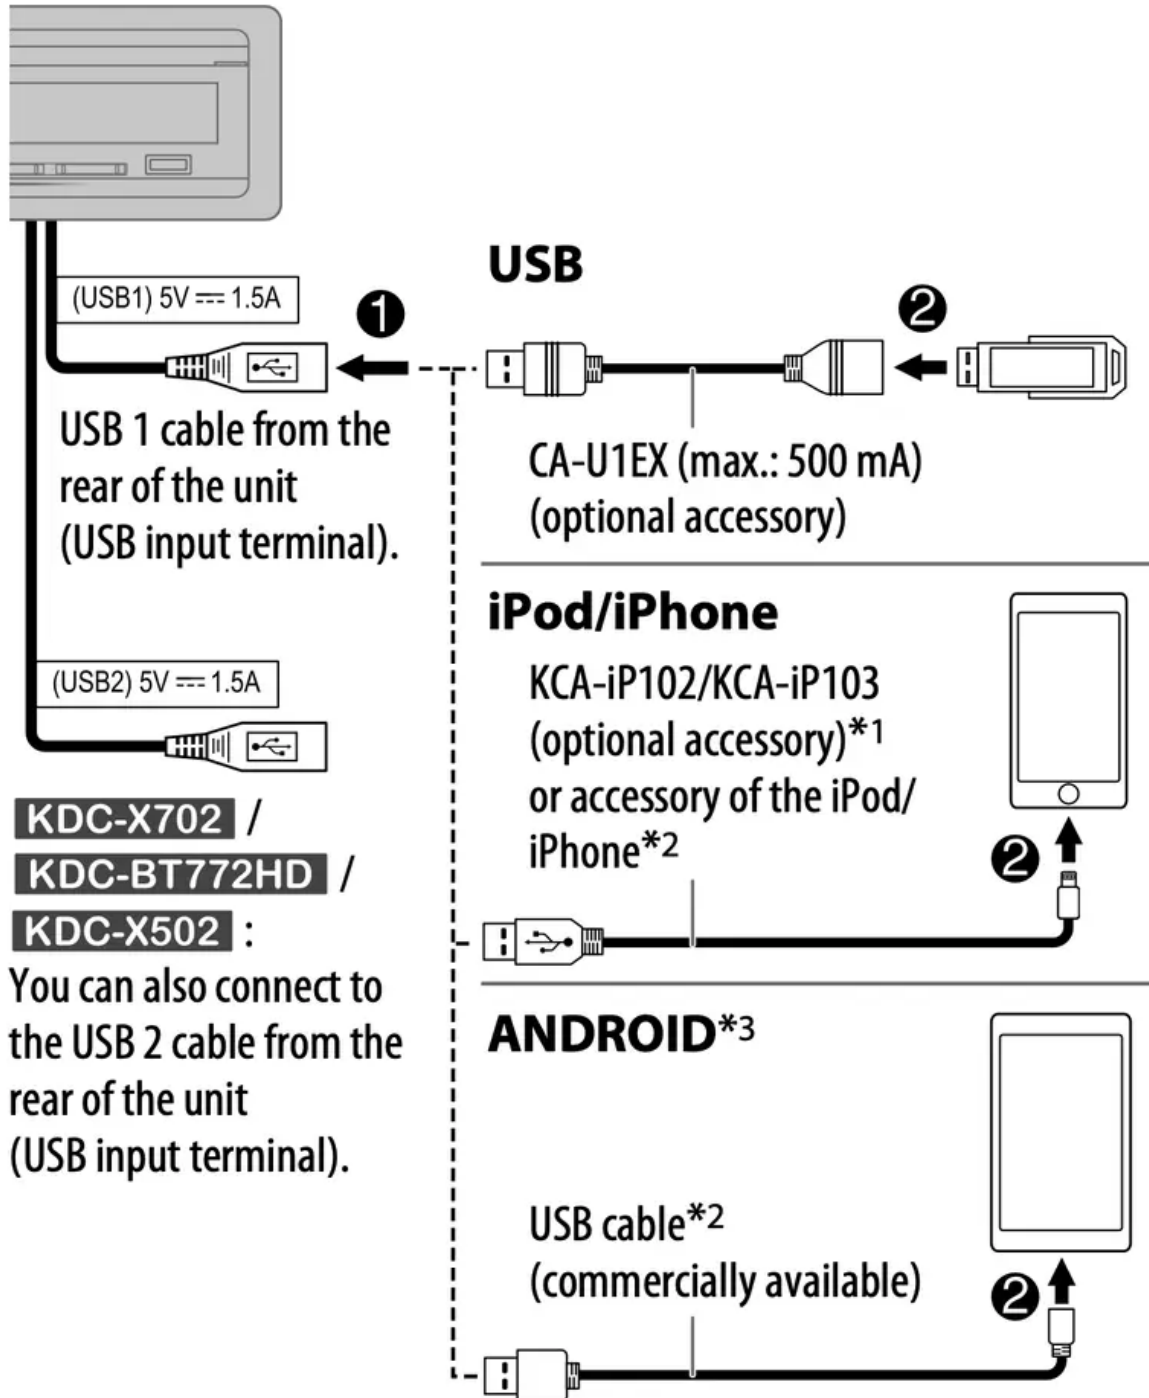 (USB1) 5V ⎓ 1.5A
❶
USB 1 cable from the
rear of the unit
(USB input terminal).
(USB2) 5V ⎓ 1.5A
KDC-X702 /
KDC-BT772HD /
KDC-X502 :
You can also connect to
the USB 2 cable from the
rear of the unit
(USB input terminal).
USB
❷
CA-U1EX (max.: 500 mA)
(optional accessory)
iPod/iPhone
KCA-iP102/KCA-iP103
(optional accessory)*1
or accessory of the iPod/
iPhone*2
❷
ANDROID*3
USB cable*2
(commercially available)
❷